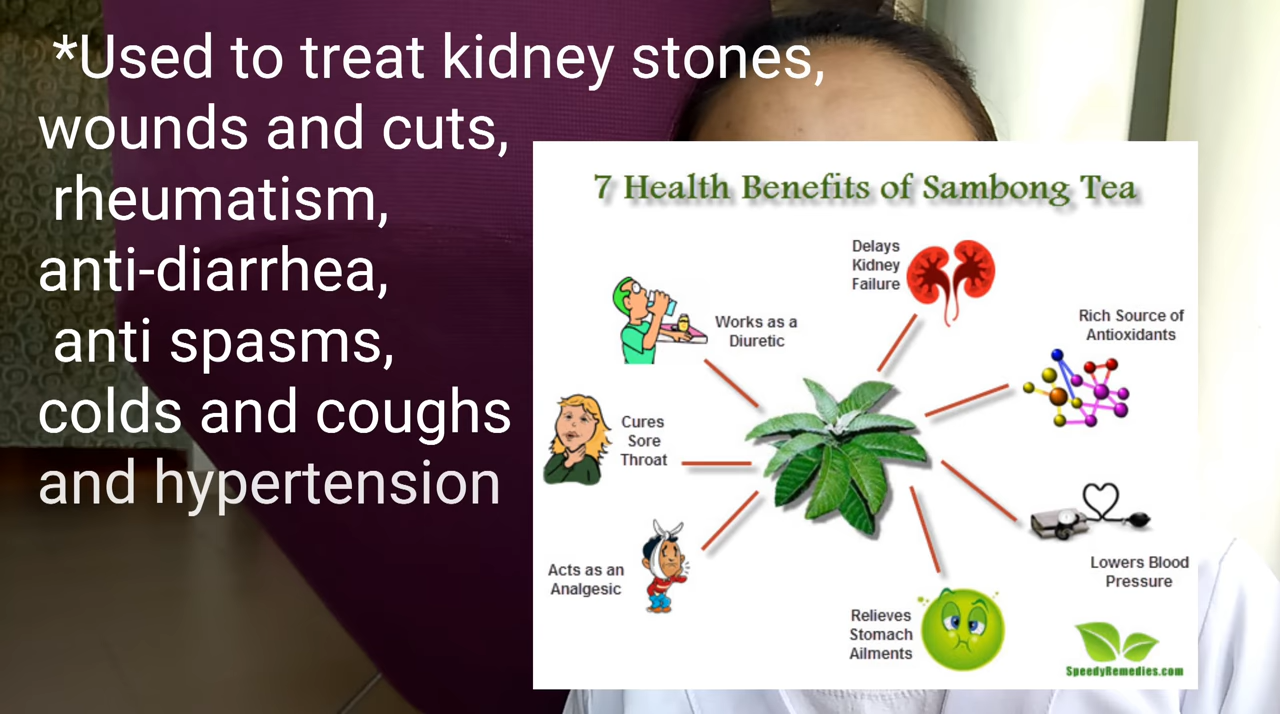 *Used to treat kidney stones,
wounds and cuts,
rheumatism,
anti-diarrhea,
anti spasms,
colds and coughs
and hypertension
7 Health Benefits of Sambong Tea
Delays
Kidney
Failure
Works as a
Diuretic
Rich Source of
Antioxidants
Cures
Sore
Throat
Acts as an
Analgesic
Lowers Blood
Pressure
Relieves
Stomach
Ailments
SpeedyRemedies.com